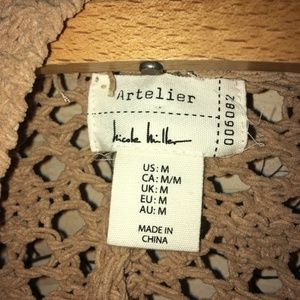 Artelier
Nicole Miller
006082
US: M
CA: M/M
UK: M
EU: M
AU: M
MADE IN
CHINA